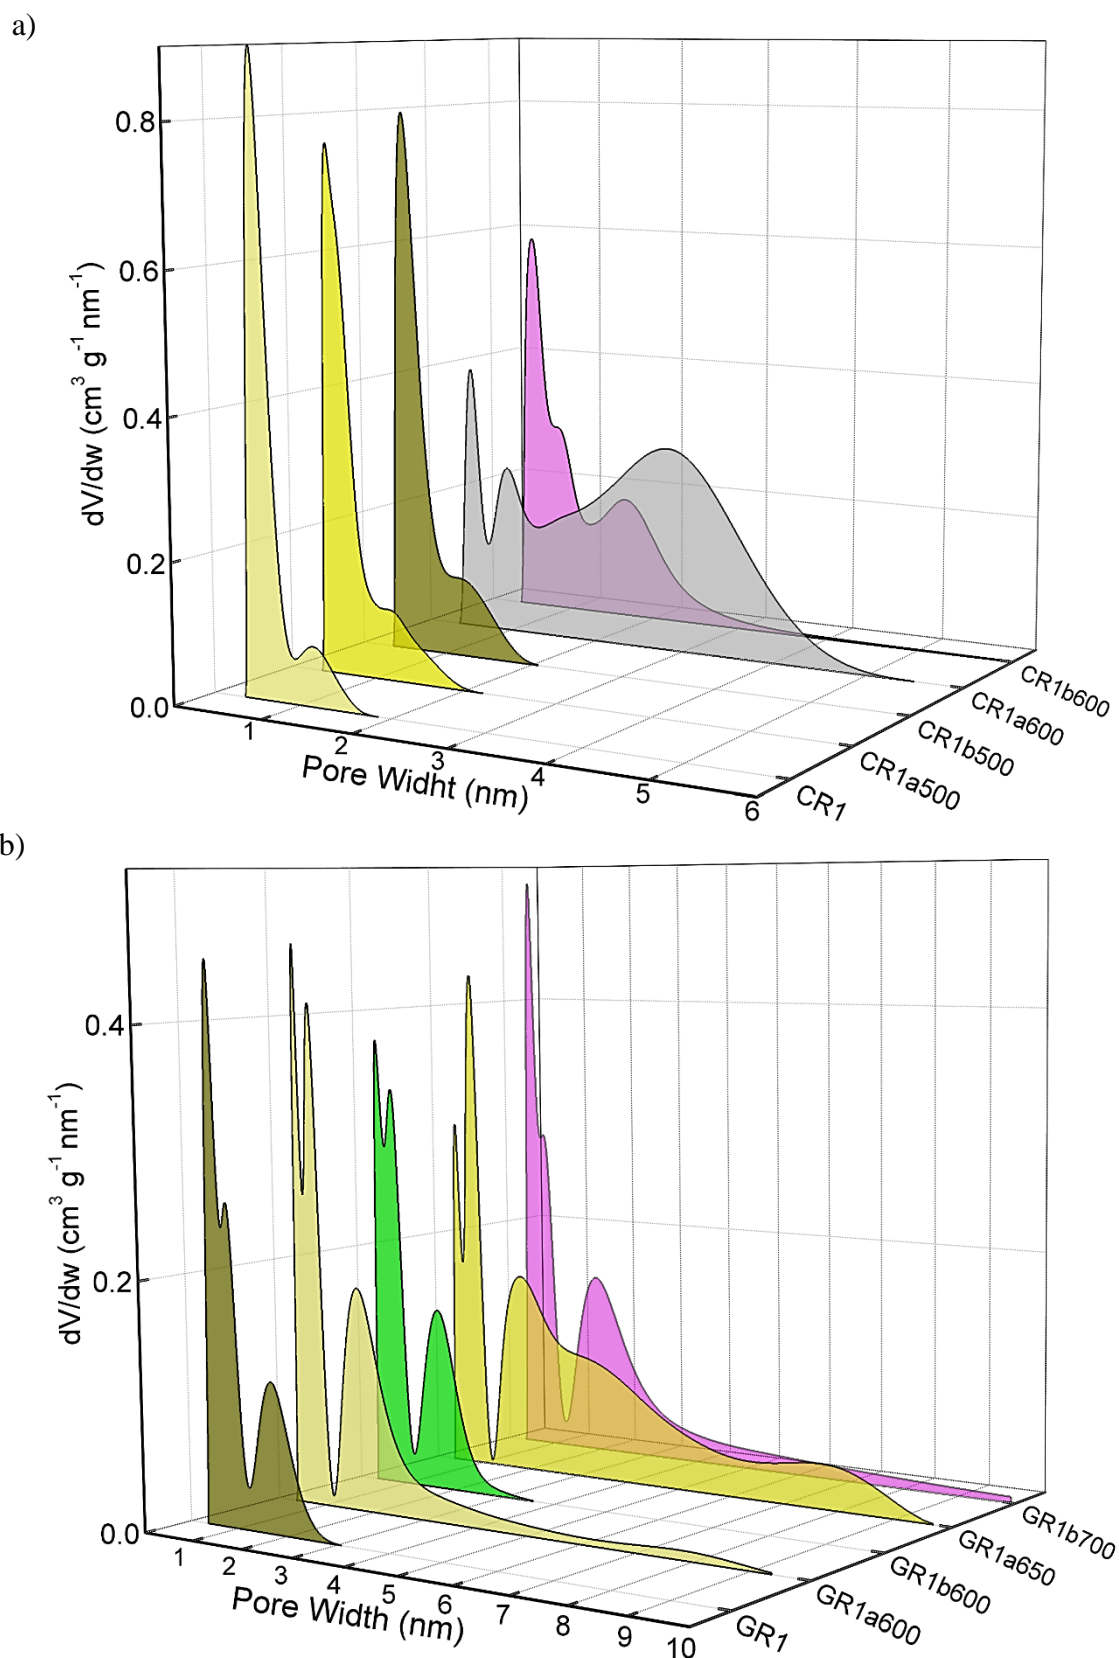 a)
0.8
0.6
0.4
0.2
0.0
dV/dw (cm³ g⁻¹ nm⁻¹)
1
2
3
4
5
6
Pore Widht (nm)
CR1
CR1a500
CR1b500
CR1a600
CR1b600
b)
0.4
0.2
0.0
dV/dw (cm³ g⁻¹ nm⁻¹)
1
2
3
4
5
6
7
8
9
10
Pore Width (nm)
GR1
GR1a600
GR1b600
GR1a650
GR1b700